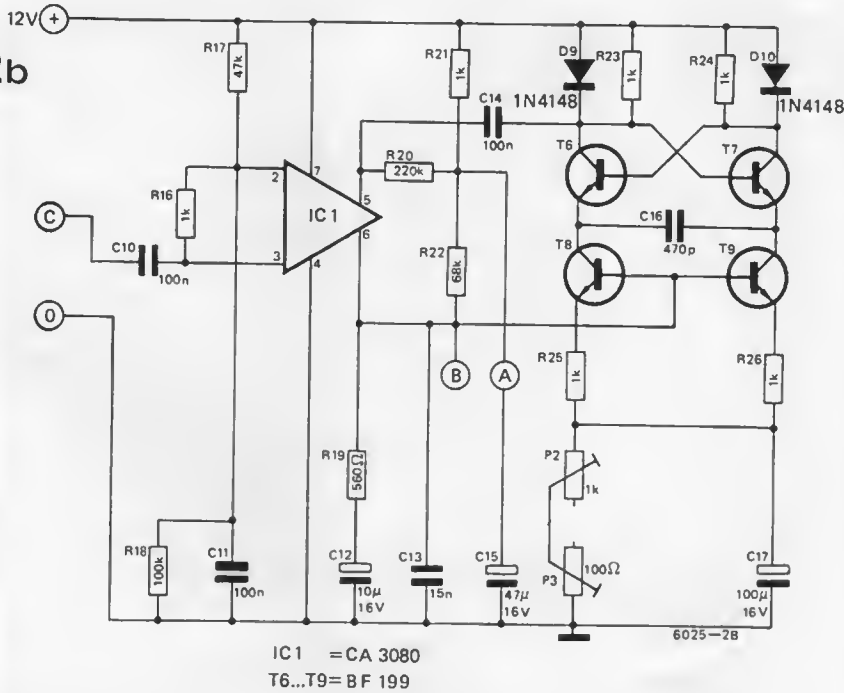 12V +
2b
R17
47k
R21
1k
D9
R23
1k
R24
1k
D10
1N4148
1N4148
C14
100n
T6
T7
R20
220k
2
7
5
IC1
6
3
4
R16
1k
C
C10
100n
R22
68k
C16
470p
T8
T9
0
B
A
R25
1k
R26
1k
R19
560Ω
P2
1k
R18
100k
C11
100n
C12
10µ
16V
C13
15n
C15
47µ
16V
P3
100Ω
C17
100µ
16V
6025-2B
IC1 = CA 3080
T6...T9= BF 199